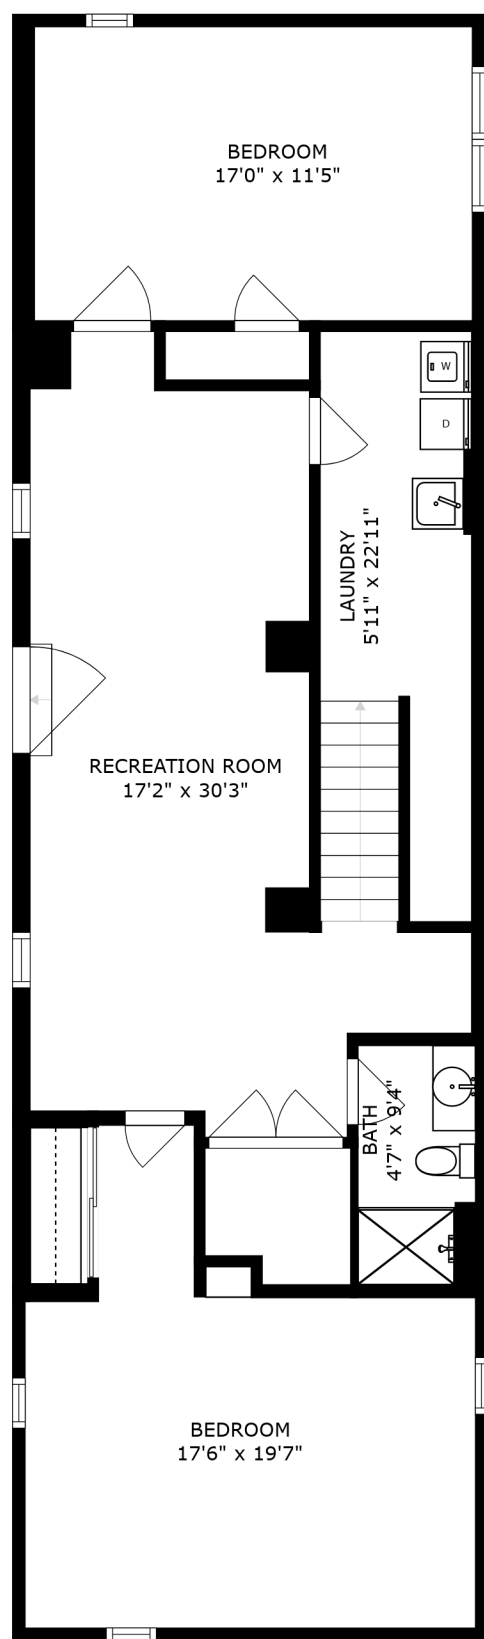 BEDROOM
17'0" x 11'5"
W
D
LAUNDRY
5'11" x 22'11"
RECREATION ROOM
17'2" x 30'3"
BATH
4'7" x 9'4"
BEDROOM
17'6" x 19'7"